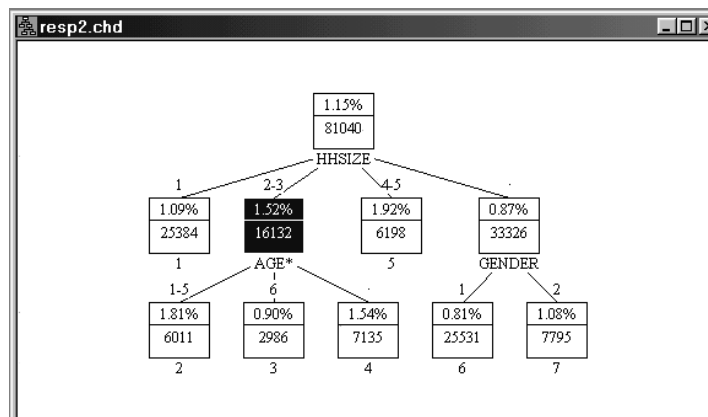 resp2.chd
1.15%
81040
HHSIZE
1 2-3 4-5 .
1.09% 1.52% 1.92% 0.87%
25384 16132 6198 33326
1 AGE* 5 GENDER
1-5 6 . 1 2
1.81% 0.90% 1.54% 0.81% 1.08%
6011 2986 7135 25531 7795
2 3 4 6 7